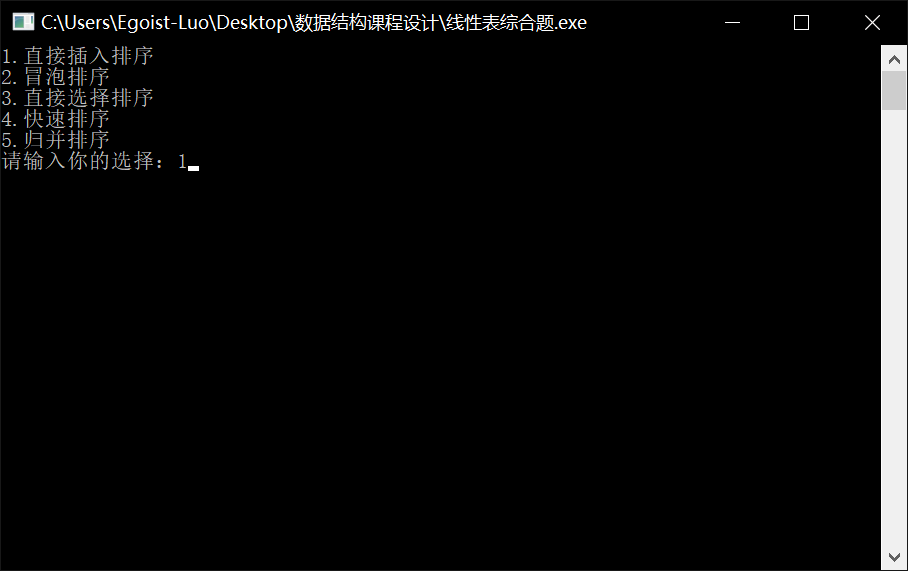 C:\Users\Egoist-Luo\Desktop\数据结构课程设计\线性表综合题.exe
1.直接插入排序
2.冒泡排序
3.直接选择排序
4.快速排序
5.归并排序
请输入你的选择：1